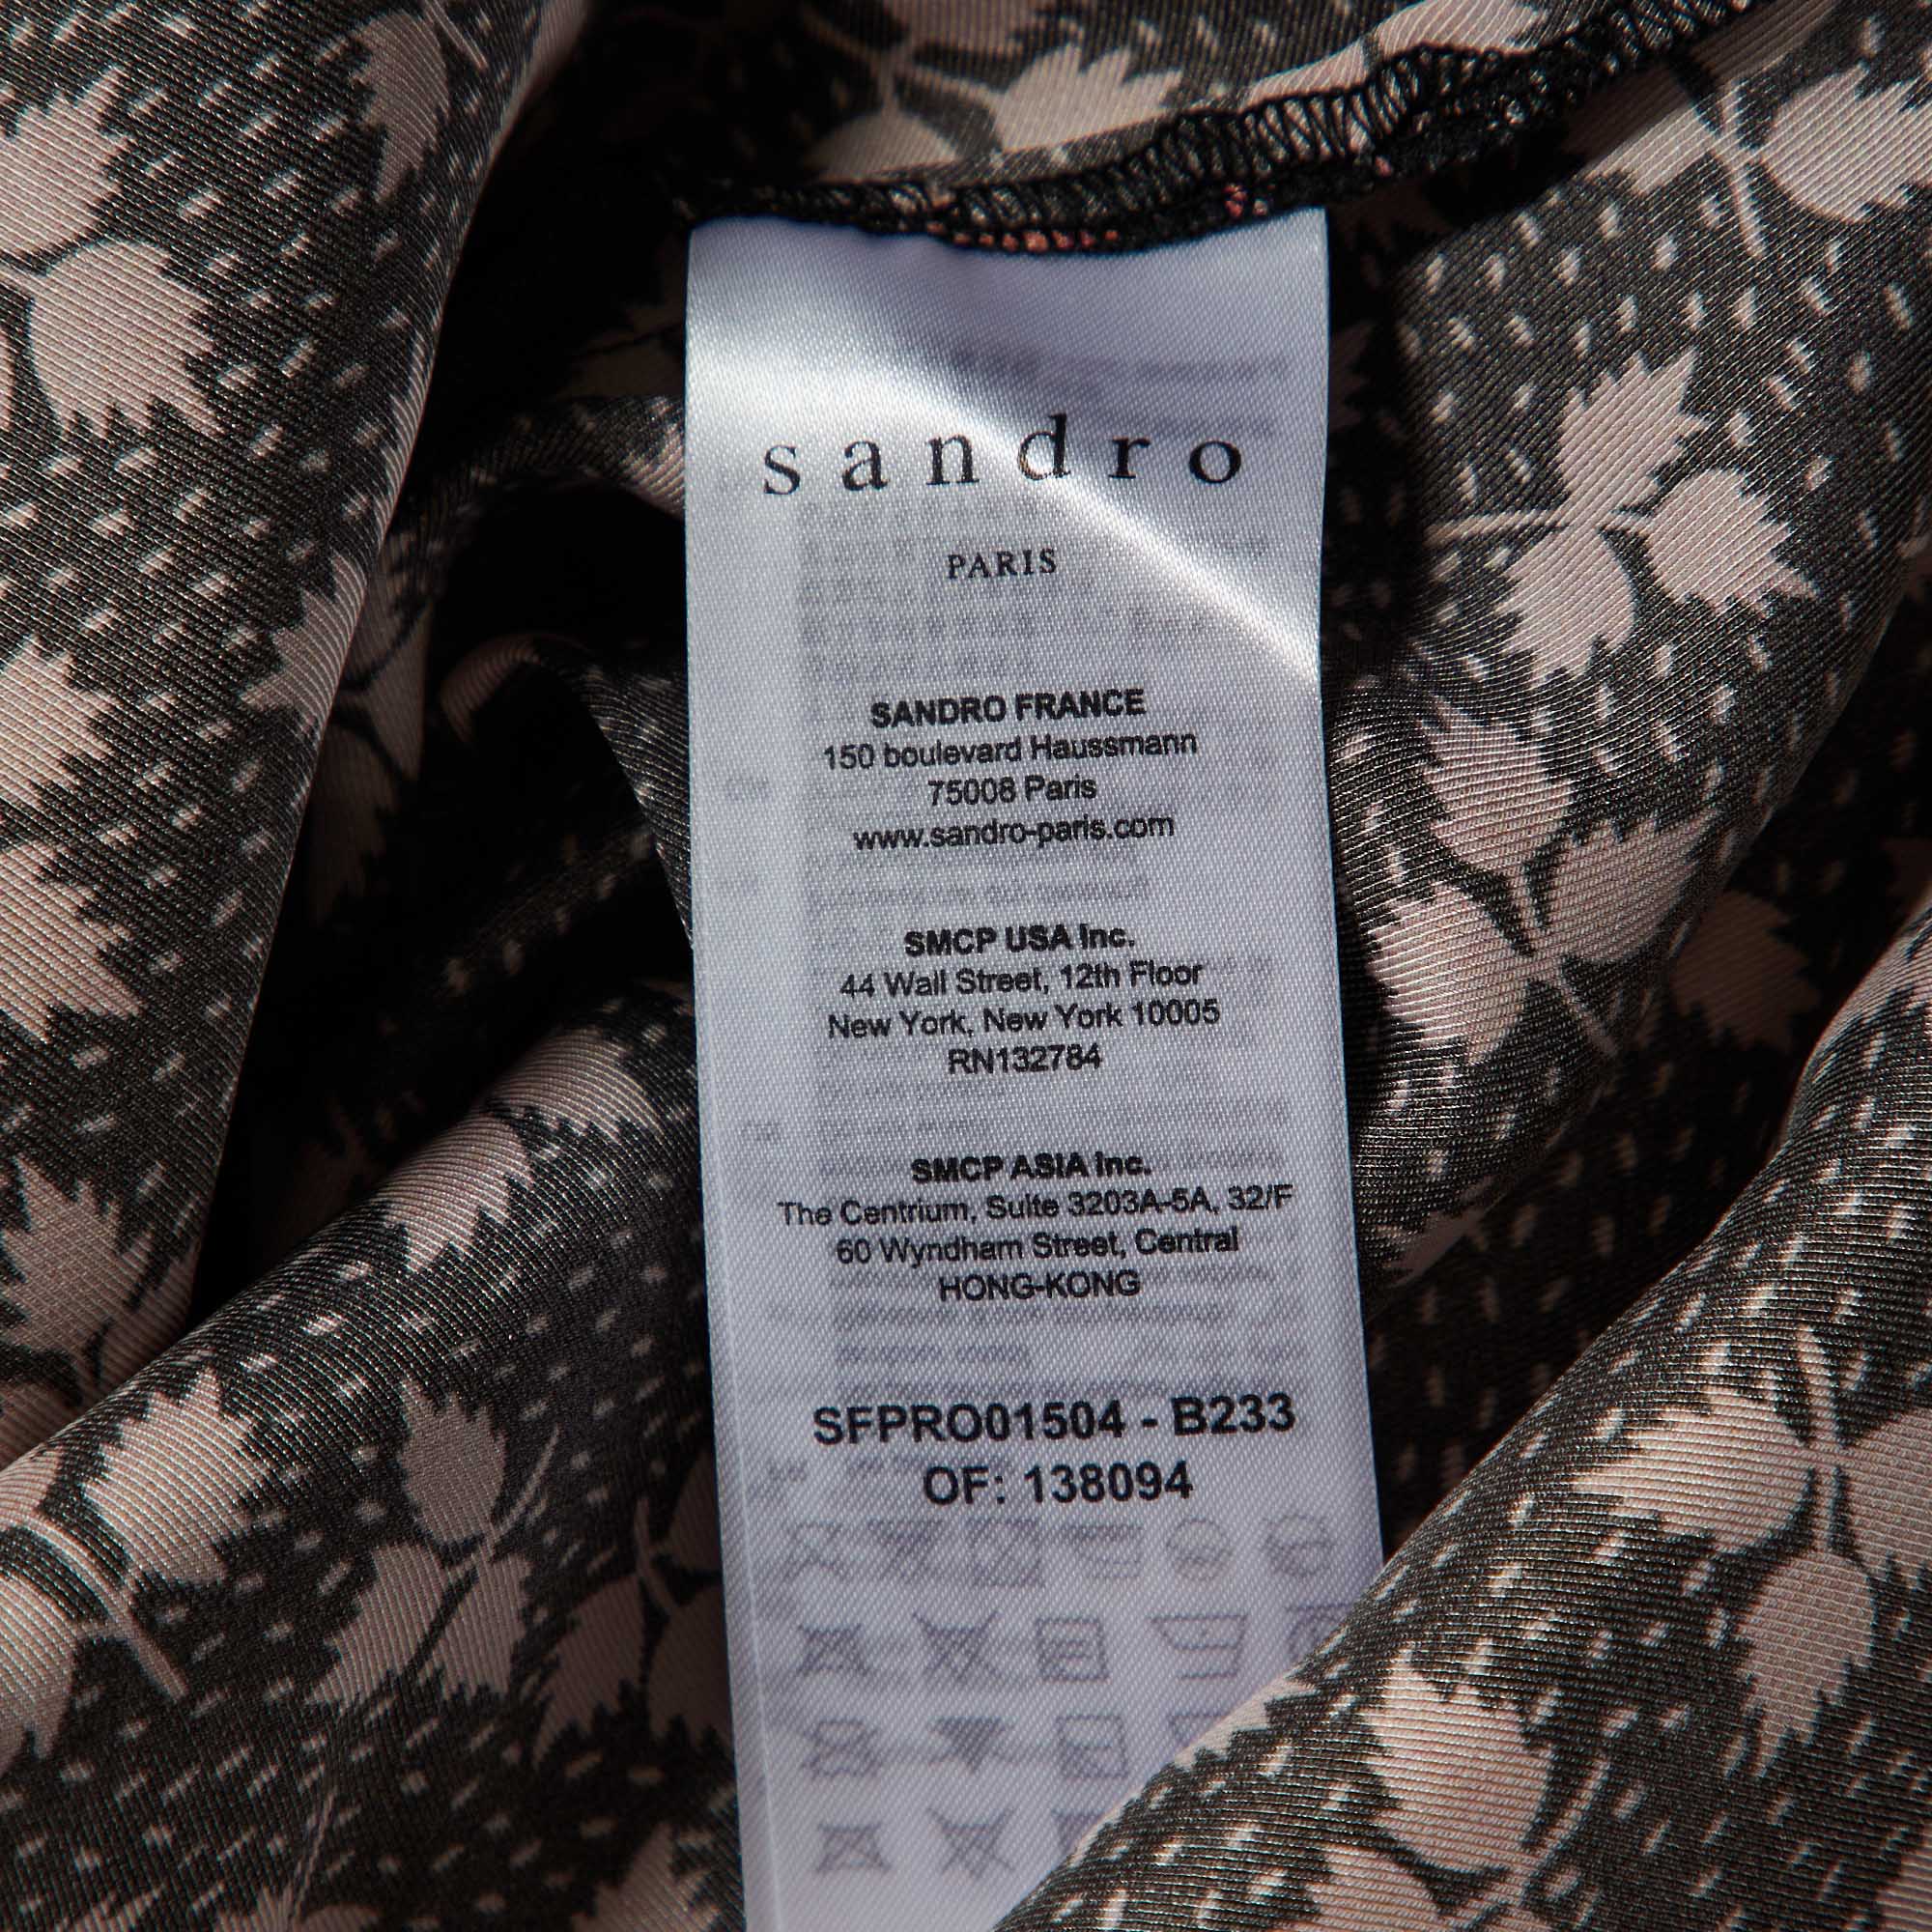 sandro
PARIS
SANDRO FRANCE
150 boulevard Haussmann
75008 Paris
www.sandro-paris.com
SMCP USA Inc.
44 Wall Street, 12th Floor
New York, New York 10005
RN132784
SMCP ASIA Inc.
The Centrium, Suite 3203A-5A, 32/F
60 Wyndham Street, Central
HONG-KONG
SFPRO01504 - B233
OF: 138094